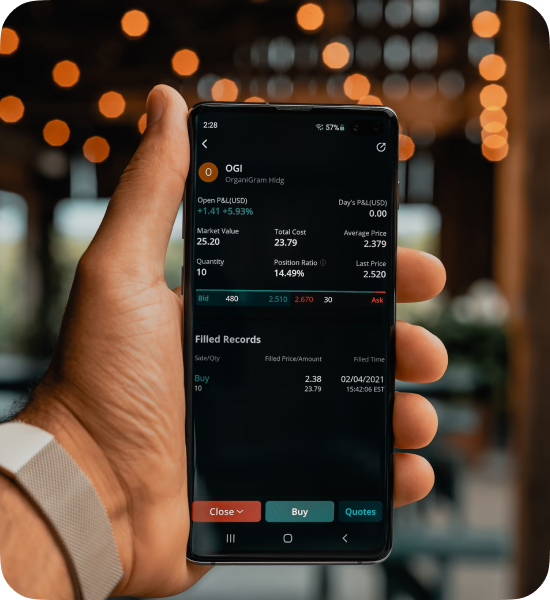 2:28 57%
O OGI
OrganiGram Hldg
Open P&L(USD) Day's P&L(USD)
+1.41 +5.93% 0.00
Market Value Total Cost Average Price
25.20 23.79 2.379
Quantity Position Ratio Last Price
10 14.49% 2.520
Bid 480 2.510 2.670 30 Ask
Filled Records
Side/Qty Filled Price/Amount Filled Time
Buy 2.38 02/04/2021
10 23.79 15:42:06 EST
Close Buy Quotes